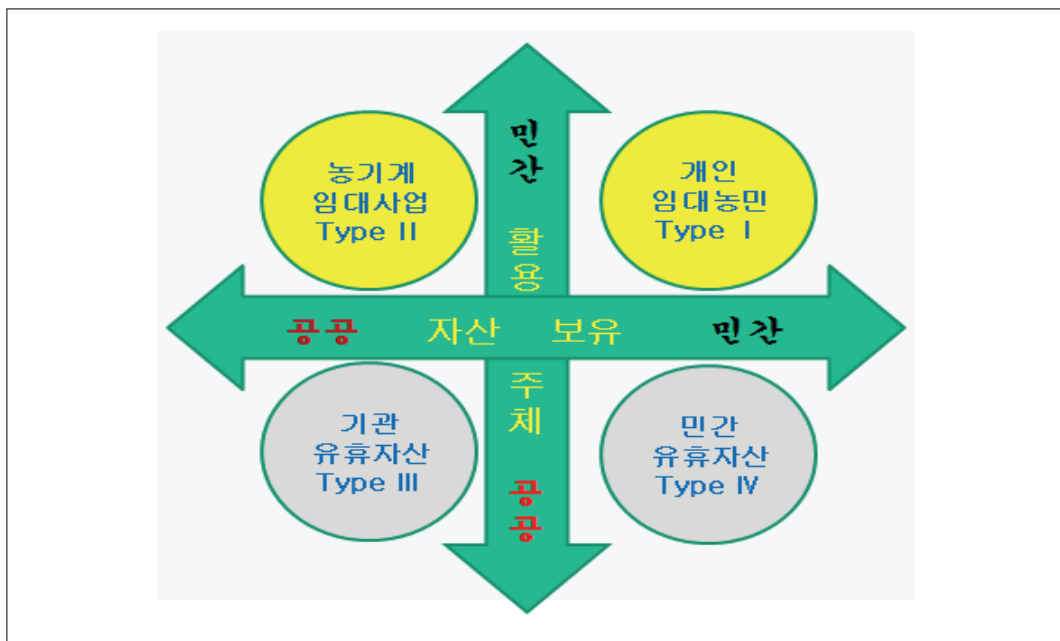 민간
활용
농기계
임대사업
Type II
개인
임대농민
Type I
공공 자산 보유 민간
주체
공공
기관
유휴자산
Type III
민간
유휴자산
Type IV